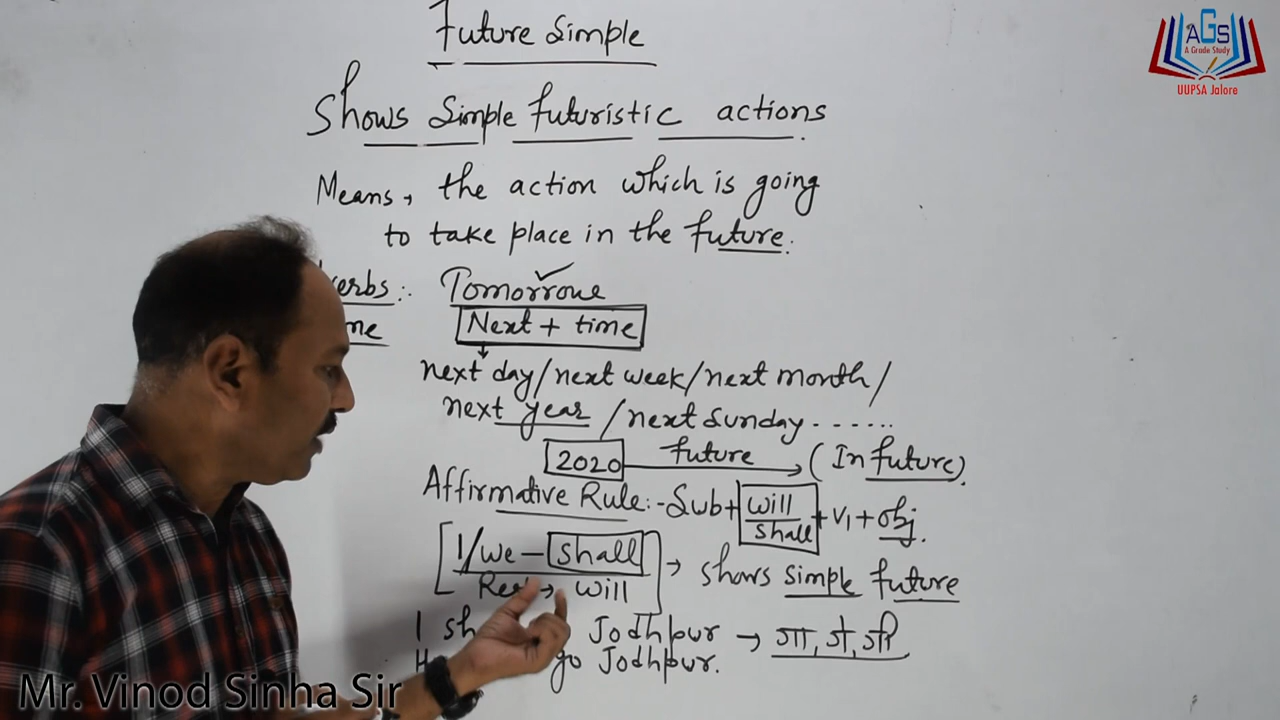 Future Simple
AGS
A Grade Study
UUPSA Jalore
Shows Simple futuristic actions
Means, the action which is going
to take place in the future.
Tomorrowe
Next + time
next day/next week/next month/
next year / next Sunday ------
2020 future (In future).
Affirmative Rule:- Sub + will/shall + V1 + obj.
I/we - shall
will
shows simple future
I Jodhpur → गा, गे, गी
go Jodhpur.
Mr. Vinod Sinha Sir